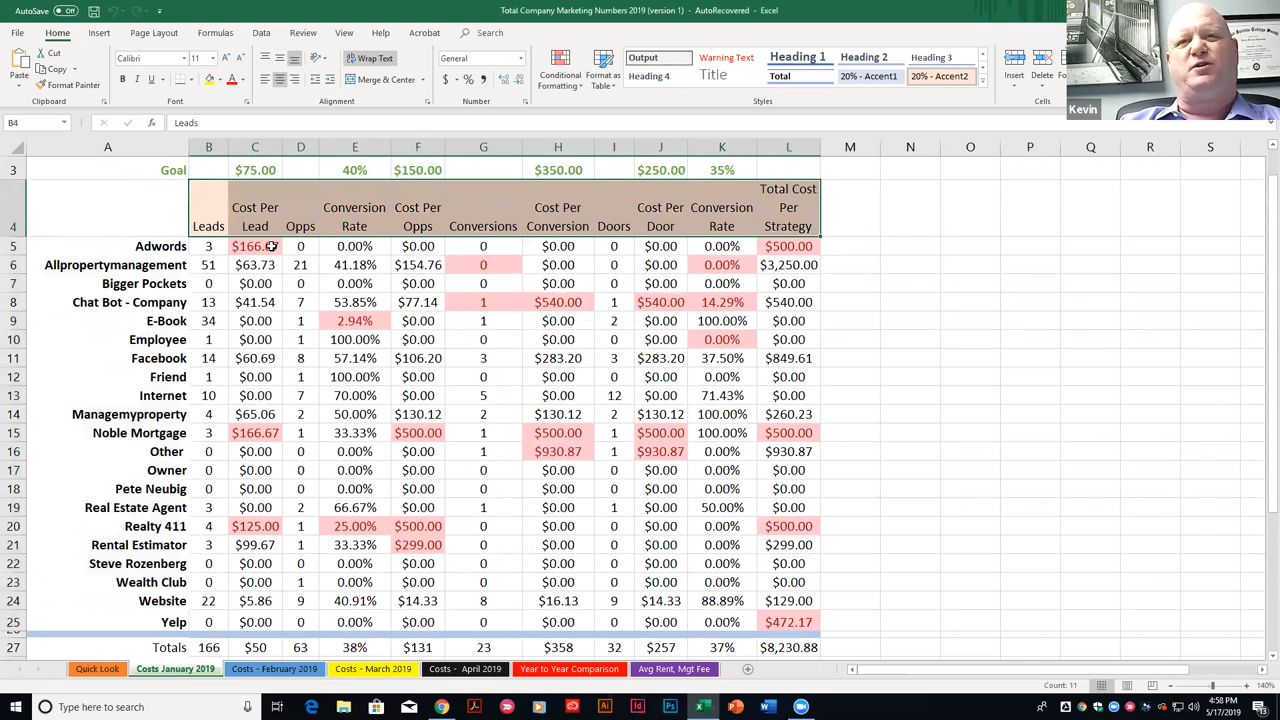 AutoSave Off
Total Company Marketing Numbers 2019 (version 1) - AutoRecovered - Excel
File Home Insert Page Layout Formulas Data Review View Help Acrobat Search
Paste Cut Copy Format Painter Clipboard
Calibri 11 B I U Font
Wrap Text Merge & Center Alignment
General $ % Number
Conditional Formatting Format as Table
Output Warning Text Heading 1 Heading 2 Heading 3
Heading 4 Title Total 20% - Accent1 20% - Accent2
Styles
Insert Delete Cells
Kevin
B4 fx Leads
A B C D E F G H I J K L M N O P Q R S
3 Goal $75.00 40% $150.00 $350.00 $250.00 35%
4 Leads Cost Per Lead Opps Conversion Rate Cost Per Opps Conversions Cost Per Conversion Doors Cost Per Door Conversion Rate Total Cost Per Strategy
5 Adwords 3 $166.67 0 0.00% $0.00 0 $0.00 0 $0.00 0.00% $500.00
6 Allpropertymanagement 51 $63.73 21 41.18% $154.76 0 $0.00 0 $0.00 0.00% $3,250.00
7 Bigger Pockets 0 $0.00 0 0.00% $0.00 0 $0.00 0 $0.00 0.00% $0.00
8 Chat Bot - Company 13 $41.54 7 53.85% $77.14 1 $540.00 1 $540.00 14.29% $540.00
9 E-Book 34 $0.00 1 2.94% $0.00 1 $0.00 2 $0.00 100.00% $0.00
10 Employee 1 $0.00 1 100.00% $0.00 0 $0.00 0 $0.00 0.00% $0.00
11 Facebook 14 $60.69 8 57.14% $106.20 3 $283.20 3 $283.20 37.50% $849.61
12 Friend 1 $0.00 1 100.00% $0.00 0 $0.00 0 $0.00 0.00% $0.00
13 Internet 10 $0.00 7 70.00% $0.00 5 $0.00 12 $0.00 71.43% $0.00
14 Managemyproperty 4 $65.06 2 50.00% $130.12 2 $130.12 2 $130.12 100.00% $260.23
15 Noble Mortgage 3 $166.67 1 33.33% $500.00 1 $500.00 1 $500.00 100.00% $500.00
16 Other 0 $0.00 0 0.00% $0.00 1 $930.87 1 $930.87 0.00% $930.87
17 Owner 0 $0.00 0 0.00% $0.00 0 $0.00 0 $0.00 0.00% $0.00
18 Pete Neubig 0 $0.00 0 0.00% $0.00 0 $0.00 0 $0.00 0.00% $0.00
19 Real Estate Agent 3 $0.00 2 66.67% $0.00 1 $0.00 1 $0.00 50.00% $0.00
20 Realty 411 4 $125.00 1 25.00% $500.00 0 $0.00 0 $0.00 0.00% $500.00
21 Rental Estimator 3 $99.67 1 33.33% $299.00 0 $0.00 0 $0.00 0.00% $299.00
22 Steve Rozenberg 0 $0.00 0 0.00% $0.00 0 $0.00 0 $0.00 0.00% $0.00
23 Wealth Club 0 $0.00 1 0.00% $0.00 0 $0.00 0 $0.00 0.00% $0.00
24 Website 22 $5.86 9 40.91% $14.33 8 $16.13 9 $14.33 88.89% $129.00
25 Yelp 0 $0.00 0 0.00% $0.00 0 $0.00 0 $0.00 0.00% $472.17
27 Totals 166 $50 63 38% $131 23 $358 32 $257 37% $8,230.88
Quick Look Costs January 2019 Costs - February 2019 Costs - March 2019 Costs - April 2019 Year to Year Comparison Avg Rent, Mgt Fee
Count: 11 140%
Type here to search
4:58 PM
5/17/2019